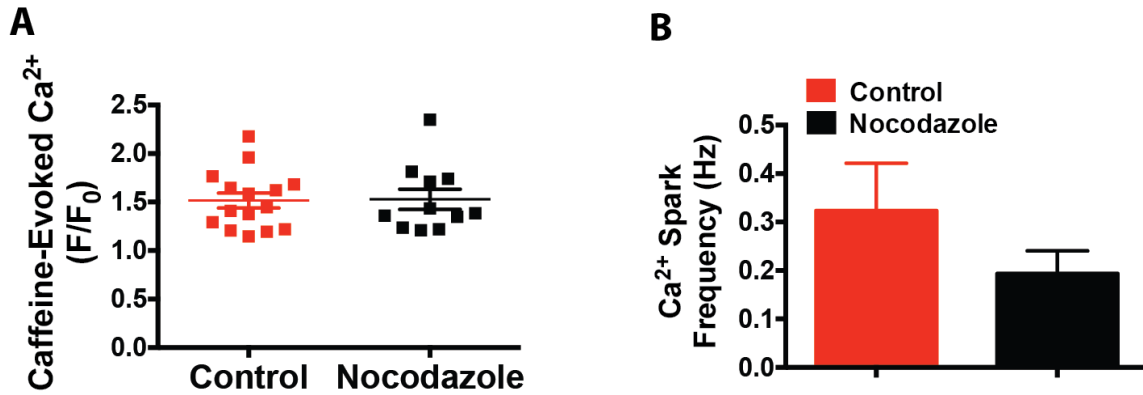 A
Caffeine-Evoked Ca²⁺
(F/F₀)
2.5
2.0
1.5
1.0
0.5
0.0
Control
Nocodazole
B
Control
Nocodazole
Ca²⁺ Spark
Frequency (Hz)
0.5
0.4
0.3
0.2
0.1
0.0